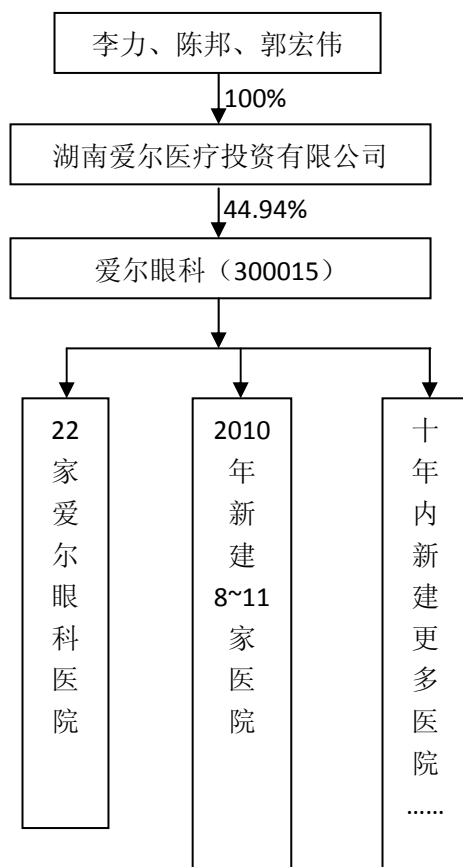 李力、陈邦、郭宏伟
100%
湖南爱尔医疗投资有限公司
44.94%
爱尔眼科（300015）
22家爱尔眼科医院
2010年新建8~11家医院
十年内新建更多医院……